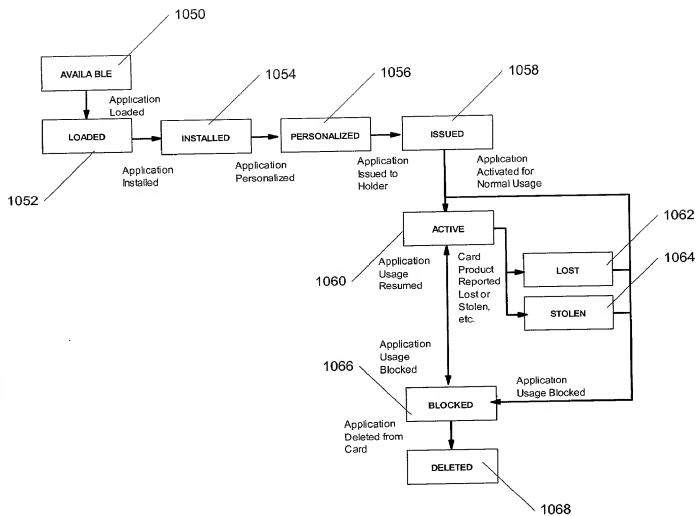 1050
AVAILABLE
1054
1056
1058
Application
Loaded
LOADED
INSTALLED
PERSONALIZED
ISSUED
1052
Application
Installed
Application
Personalized
Application
Issued to
Holder
Application
Activated for
Normal Usage
1062
1064
ACTIVE
1060
Application
Usage
Resumed
Card
Product
Reported
Lost or
Stolen,
etc.
LOST
STOLEN
Application
Usage
Blocked
1066
BLOCKED
Application
Usage Blocked
Application
Deleted from
Card
DELETED
1068